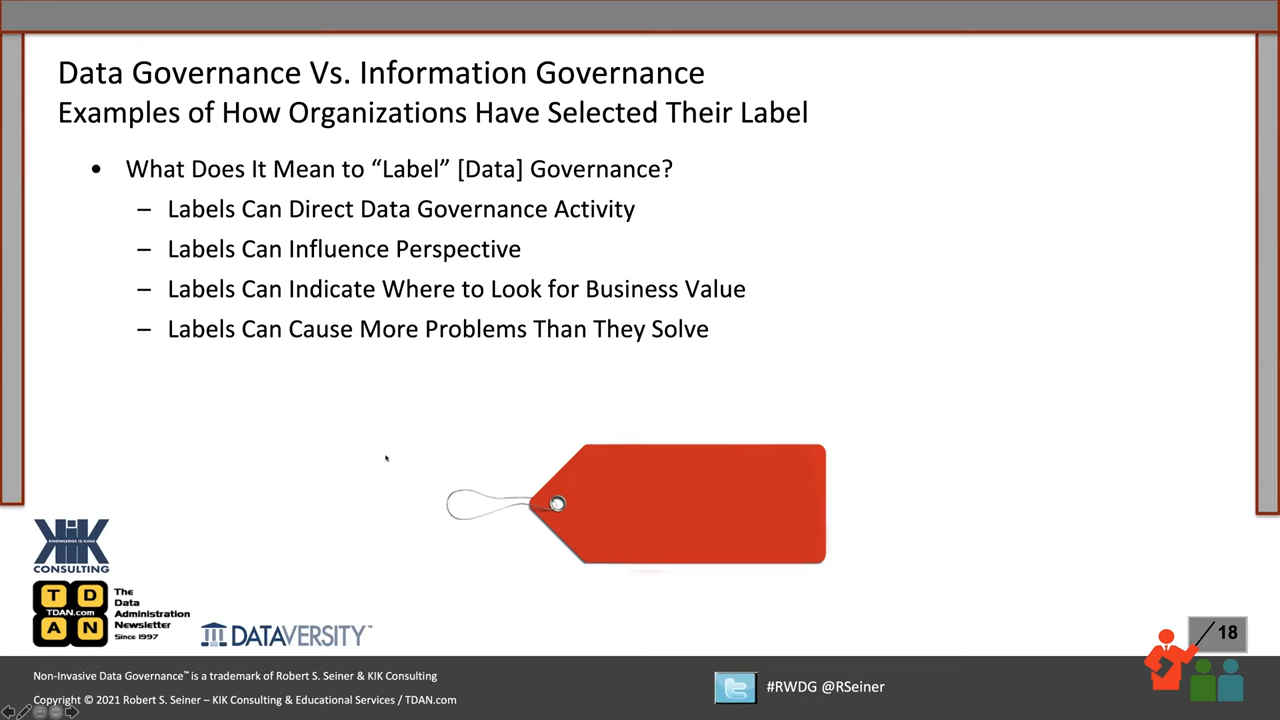 Data Governance Vs. Information Governance
Examples of How Organizations Have Selected Their Label
• What Does It Mean to “Label” [Data] Governance?
– Labels Can Direct Data Governance Activity
– Labels Can Influence Perspective
– Labels Can Indicate Where to Look for Business Value
– Labels Can Cause More Problems Than They Solve
KIK
KNOWLEDGE IS KING
CONSULTING
T D
TDAN.com
A N
The
Data
Administration
Newsletter
Since 1997
DATAVERSITY™
18
Non-Invasive Data Governance™ is a trademark of Robert S. Seiner & KIK Consulting
Copyright © 2021 Robert S. Seiner – KIK Consulting & Educational Services / TDAN.com
#RWDG @RSeiner